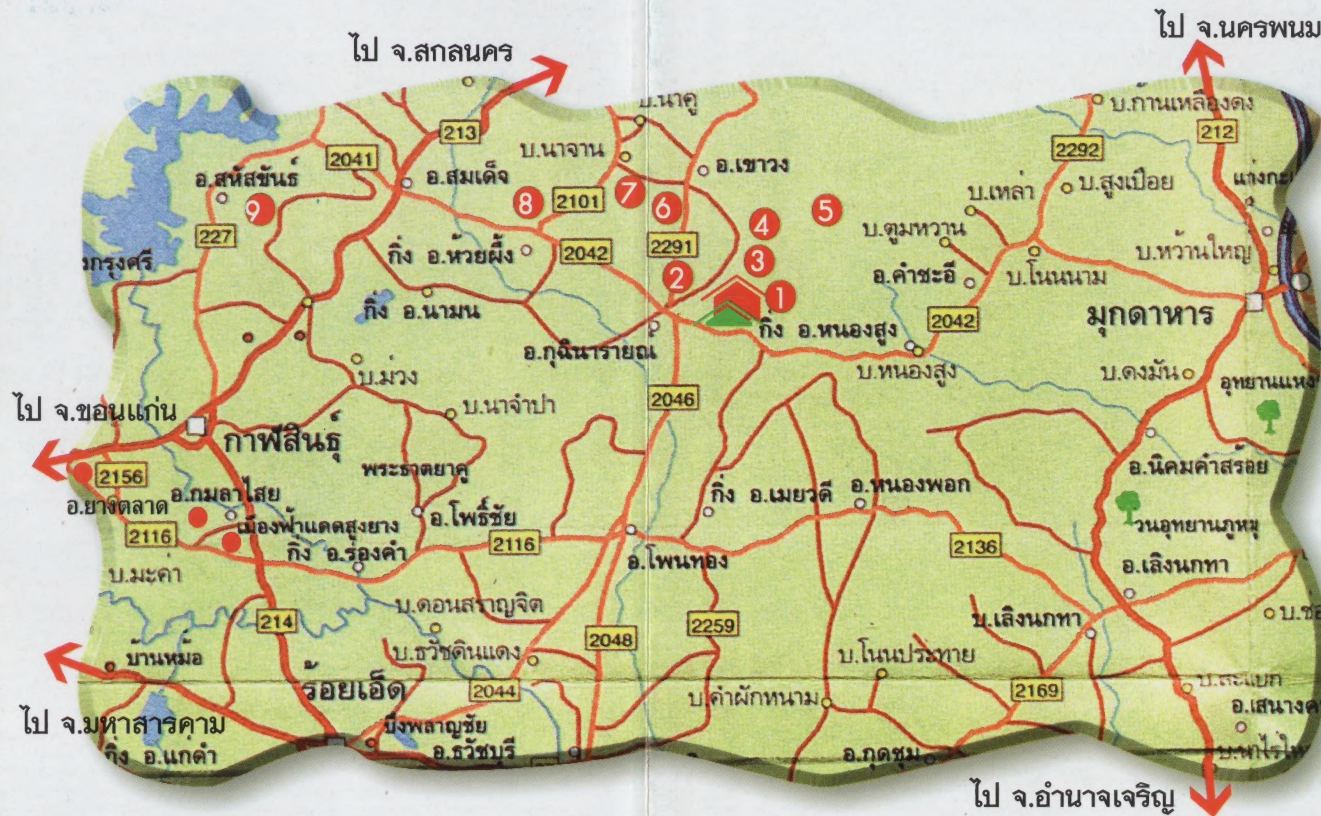 ไป จ.นครพนม
ไป จ.สกลนคร
บ.นาคู
บ.ก้านเหลืองดง
213
212
บ.นาจาน
อ.เขาวง
2292
2041
อ.สมเด็จ
อ.สหัสขันธ์
บ.เหล่า
บ.สูงเปือย
9
8
2101
7
6
4
5
227
บ.ตูมหวาน
กิ่ง อ.ห้วยผึ้ง
2042
2291
บ.โนนนาม
บ.หว้านใหญ่
2
3
1
อ.คำชะอี
กิ่ง อ.นามน
กิ่ง อ.หนองสูง
2042
มุกดาหาร
อ.กุฉินารายณ์
บ.หนองสูง
บ.ม่วง
บ.ดงมัน
อุทยานแห่ง
ไป จ.ขอนแก่น
บ.นาจำปา
2046
กาฬสินธุ์
พระธาตุยาคู
อ.นิคมคำสร้อย
2156
อ.กมลาไสย
อ.ยางตลาด
เมืองฟ้าแดดสูงยาง
กิ่ง อ.เมยวดี
อ.หนองพอก
อ.โพธิ์ชัย
วนอุทยานภูหมู
2116
กิ่ง อ.ร่องคำ
2116
2136
อ.โพนทอง
อ.เลิงนกทา
บ.มะค่า
บ.ดอนสราญจิต
214
2048
2259
บ.เลิงนกทา
บ.ธวัชดินแดง
บ.โนนประทาย
บ้านหม้อ
ร้อยเอ็ด
2044
บ.คำผักหนาม
2169
ไป จ.มหาสารคาม
บึงพลาญชัย
กิ่ง อ.แกดำ
อ.ธวัชบุรี
อ.กุดชุม
ไป จ.อำนาจเจริญ